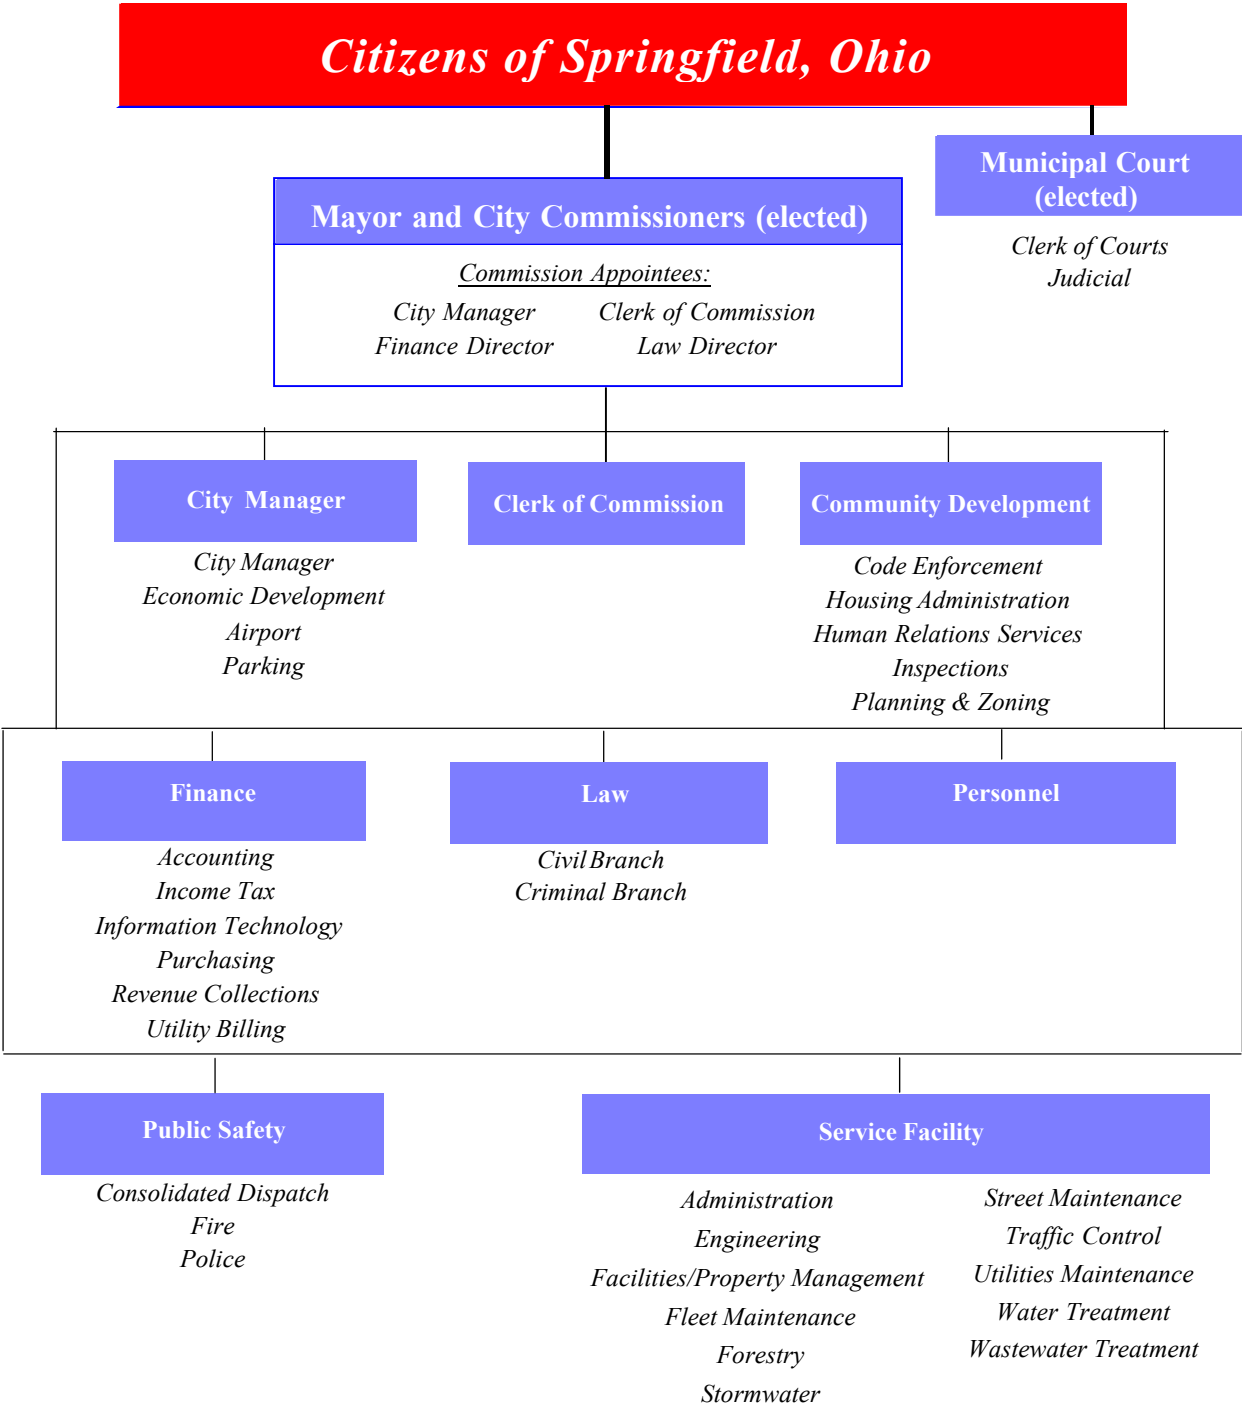 Citizens of Springfield, Ohio
Municipal Court
(elected)
Clerk of Courts
Judicial
Mayor and City Commissioners (elected)
Commission Appointees:
City Manager Clerk of Commission
Finance Director Law Director
City Manager
City Manager
Economic Development
Airport
Parking
Clerk of Commission
Community Development
Code Enforcement
Housing Administration
Human Relations Services
Inspections
Planning & Zoning
Finance
Accounting
Income Tax
Information Technology
Purchasing
Revenue Collections
Utility Billing
Law
Civil Branch
Criminal Branch
Personnel
Public Safety
Consolidated Dispatch
Fire
Police
Service Facility
Administration
Engineering
Facilities/Property Management
Fleet Maintenance
Forestry
Stormwater
Street Maintenance
Traffic Control
Utilities Maintenance
Water Treatment
Wastewater Treatment